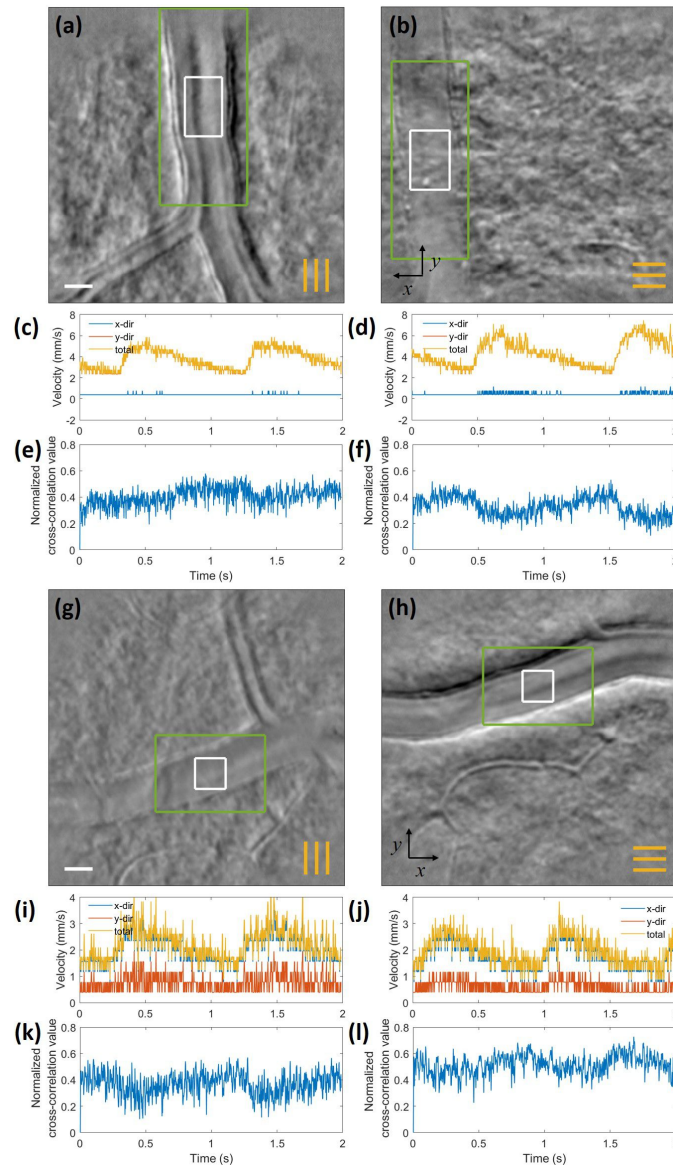 (a)
(b)
y
x
(c)
Velocity (mm/s)
8
6
4
2
0
-2
x-dir
y-dir
total
0 0.5 1 1.5 2
(d)
Velocity (mm/s)
8
6
4
2
0
-2
x-dir
y-dir
total
0 0.5 1 1.5 2
(e)
Normalized
cross-correlation value
0.8
0.6
0.4
0.2
0
0 0.5 1 1.5 2
Time (s)
(f)
Normalized
cross-correlation value
0.8
0.6
0.4
0.2
0
0 0.5 1 1.5 2
Time (s)
(g)
(h)
y
x
(i)
Velocity (mm/s)
4
3
2
1
0
x-dir
y-dir
total
0 0.5 1 1.5 2
(j)
Velocity (mm/s)
4
3
2
1
0
x-dir
y-dir
total
0 0.5 1 1.5 2
(k)
Normalized
cross-correlation value
0.8
0.6
0.4
0.2
0
0 0.5 1 1.5 2
Time (s)
(l)
Normalized
cross-correlation value
0.8
0.6
0.4
0.2
0
0 0.5 1 1.5 2
Time (s)